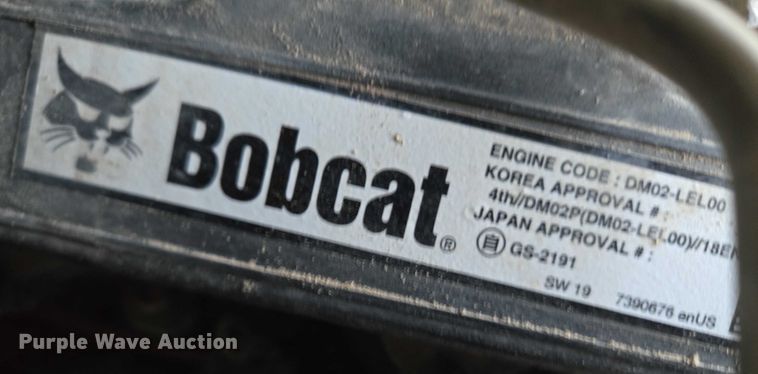 Bobcat®
ENGINE CODE : DM02-LEL00
KOREA APPROVAL # :
4th//DM02P(DM02-LEL00)//18E
JAPAN APPROVAL # :
自 GS-2191
SW 19 7390676 enUS
Purple Wave Auction